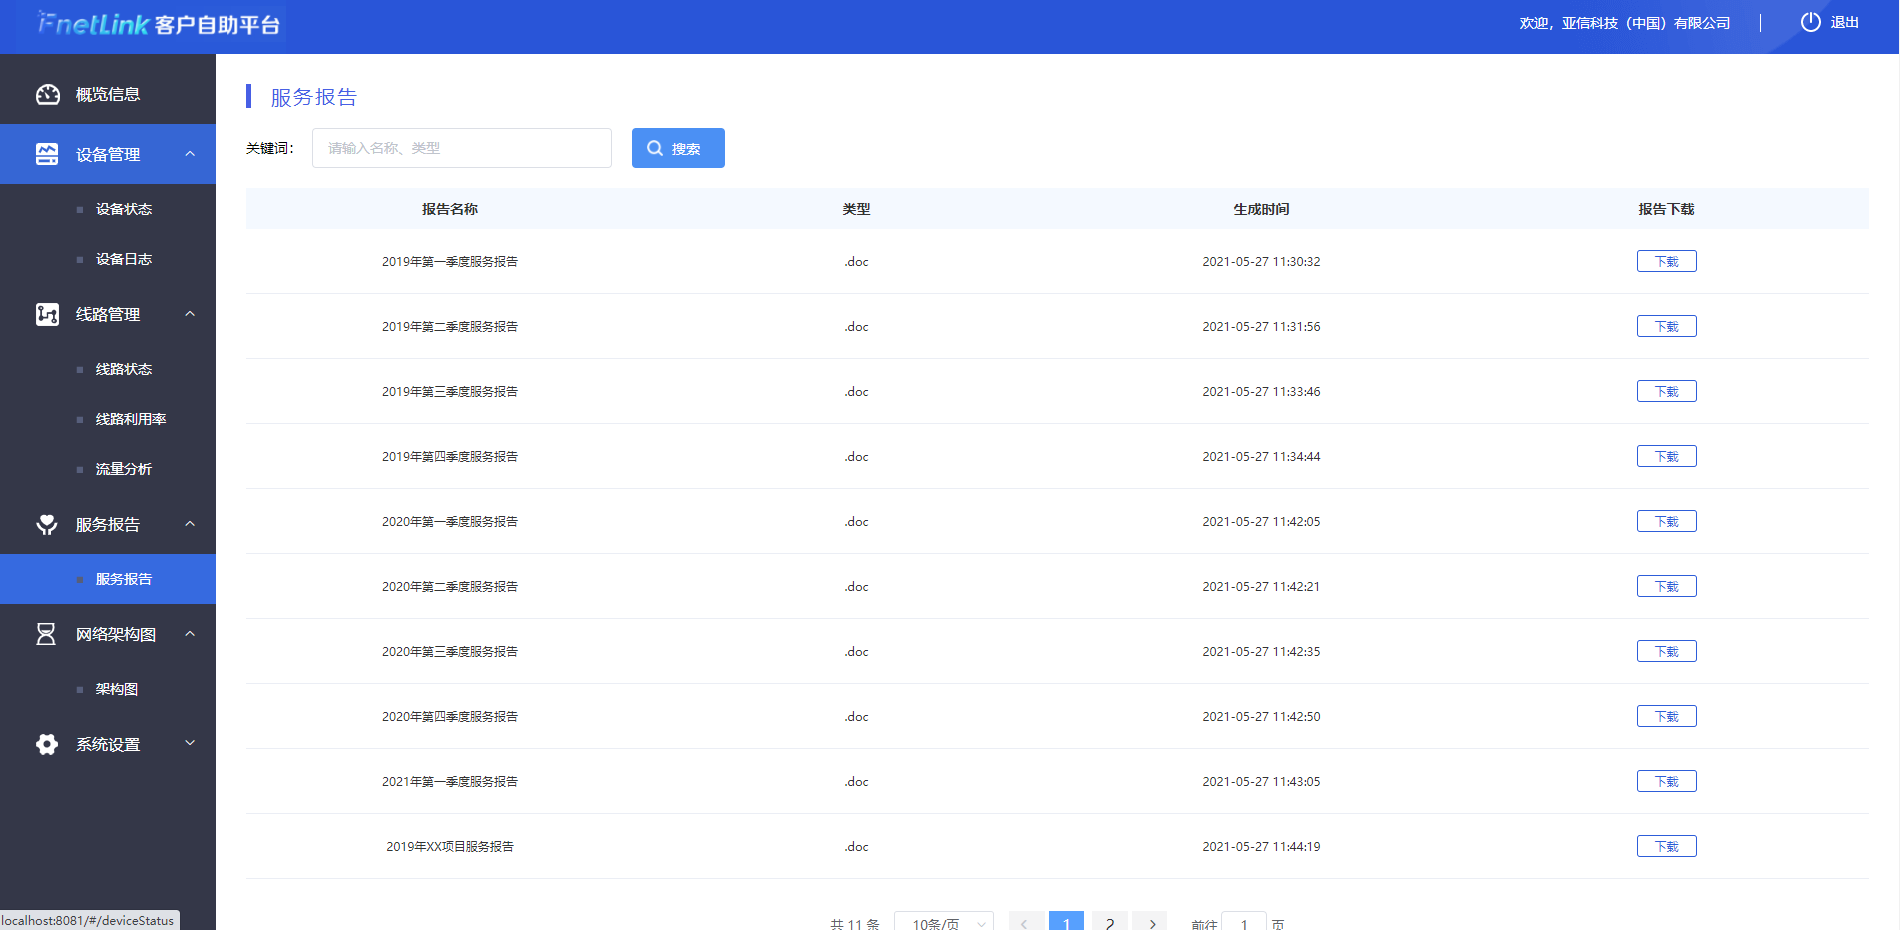 iFnetLink 客户自助平台
欢迎，亚信科技（中国）有限公司
退出
概览信息
设备管理
设备状态
设备日志
线路管理
线路状态
线路利用率
流量分析
服务报告
服务报告
网络架构图
架构图
系统设置
服务报告
关键词：
请输入名称、类型
搜索
报告名称 类型 生成时间 报告下载
2019年第一季度服务报告 .doc 2021-05-27 11:30:32 下载
2019年第二季度服务报告 .doc 2021-05-27 11:31:56 下载
2019年第三季度服务报告 .doc 2021-05-27 11:33:46 下载
2019年第四季度服务报告 .doc 2021-05-27 11:34:44 下载
2020年第一季度服务报告 .doc 2021-05-27 11:42:05 下载
2020年第二季度服务报告 .doc 2021-05-27 11:42:21 下载
2020年第三季度服务报告 .doc 2021-05-27 11:42:35 下载
2020年第四季度服务报告 .doc 2021-05-27 11:42:50 下载
2021年第一季度服务报告 .doc 2021-05-27 11:43:05 下载
2019年XX项目服务报告 .doc 2021-05-27 11:44:19 下载
共 11 条 10条/页 1 2 前往 1 页
localhost:8081/#/deviceStatus